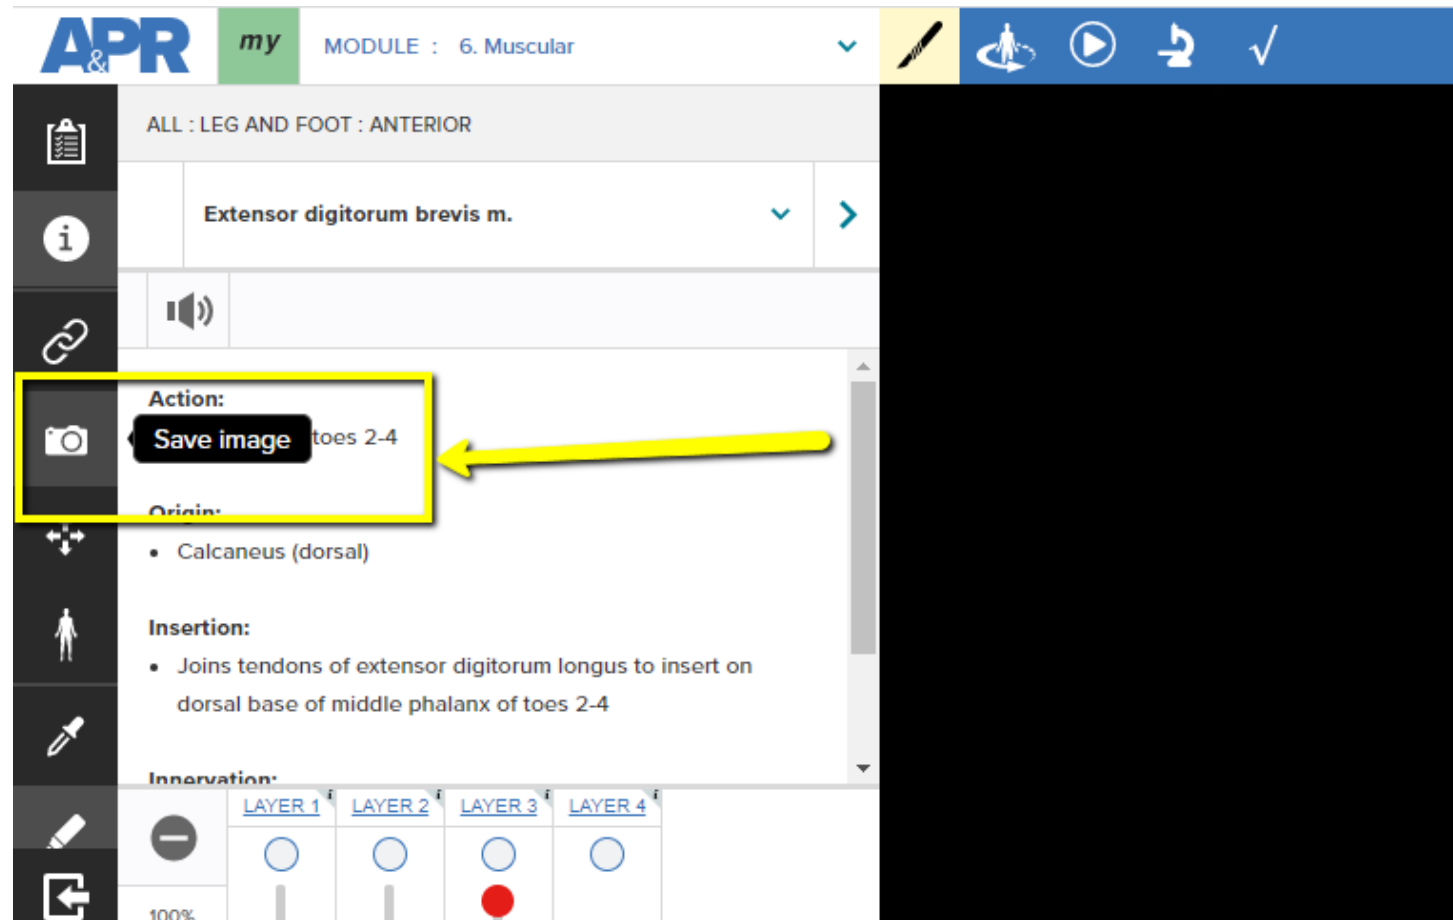 A&PR my MODULE : 6. Muscular
ALL : LEG AND FOOT : ANTERIOR
Extensor digitorum brevis m.
Action:
Save image toes 2-4
Origin:
• Calcaneus (dorsal)
Insertion:
• Joins tendons of extensor digitorum longus to insert on
dorsal base of middle phalanx of toes 2-4
Innervation:
LAYER 1 i LAYER 2 i LAYER 3 i LAYER 4 i
100%